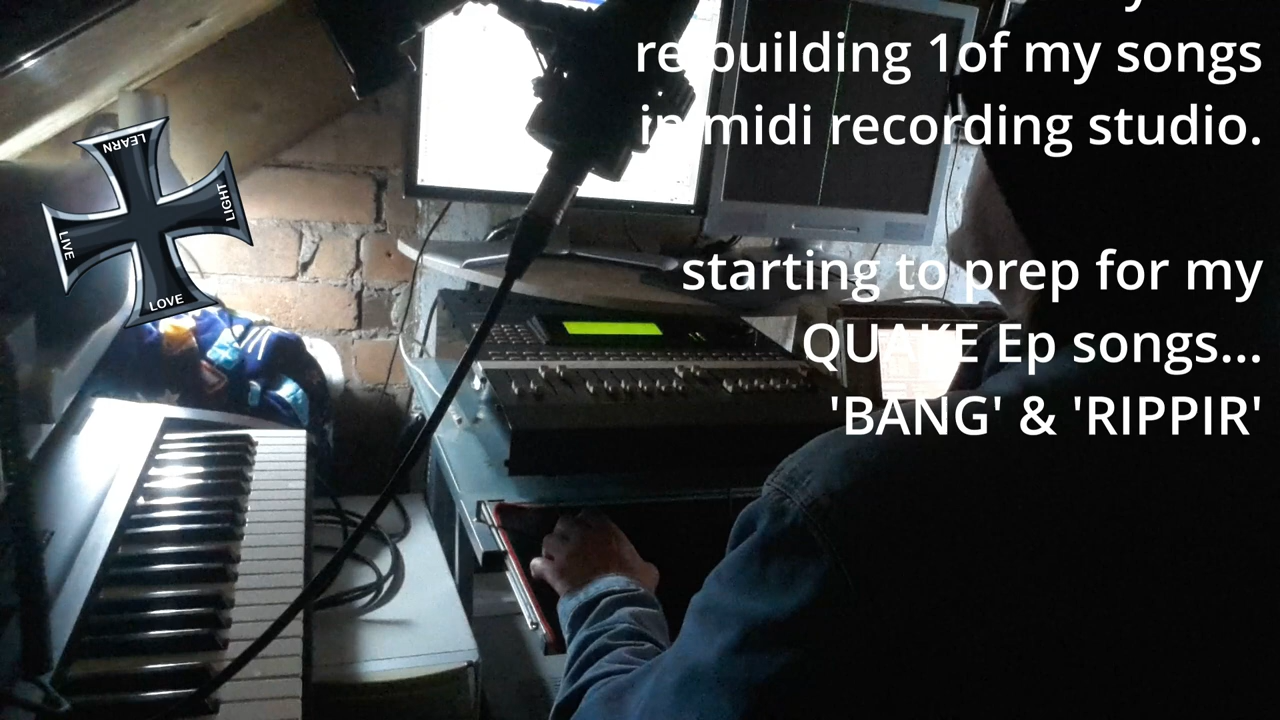 rebuilding 1of my songs
in midi recording studio.
starting to prep for my
QUAKE Ep songs...
'BANG' & 'RIPPIR'
LEARN
LIGHT
LIVE
LOVE